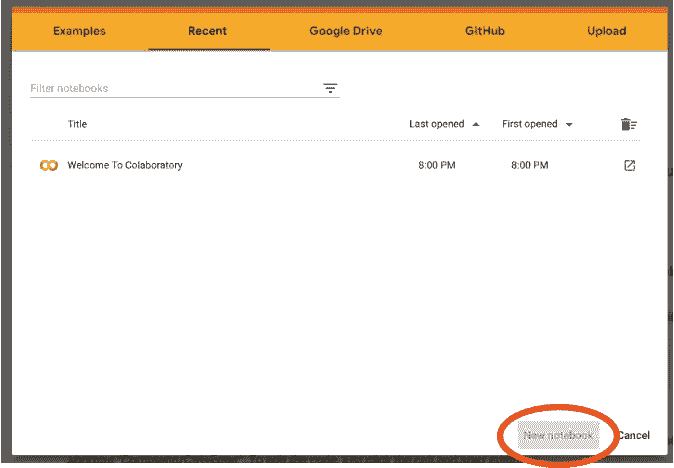 Examples Recent Google Drive GitHub Upload
Filter notebooks
Title Last opened First opened
Welcome To Colaboratory 8:00 PM 8:00 PM
New notebook Cancel